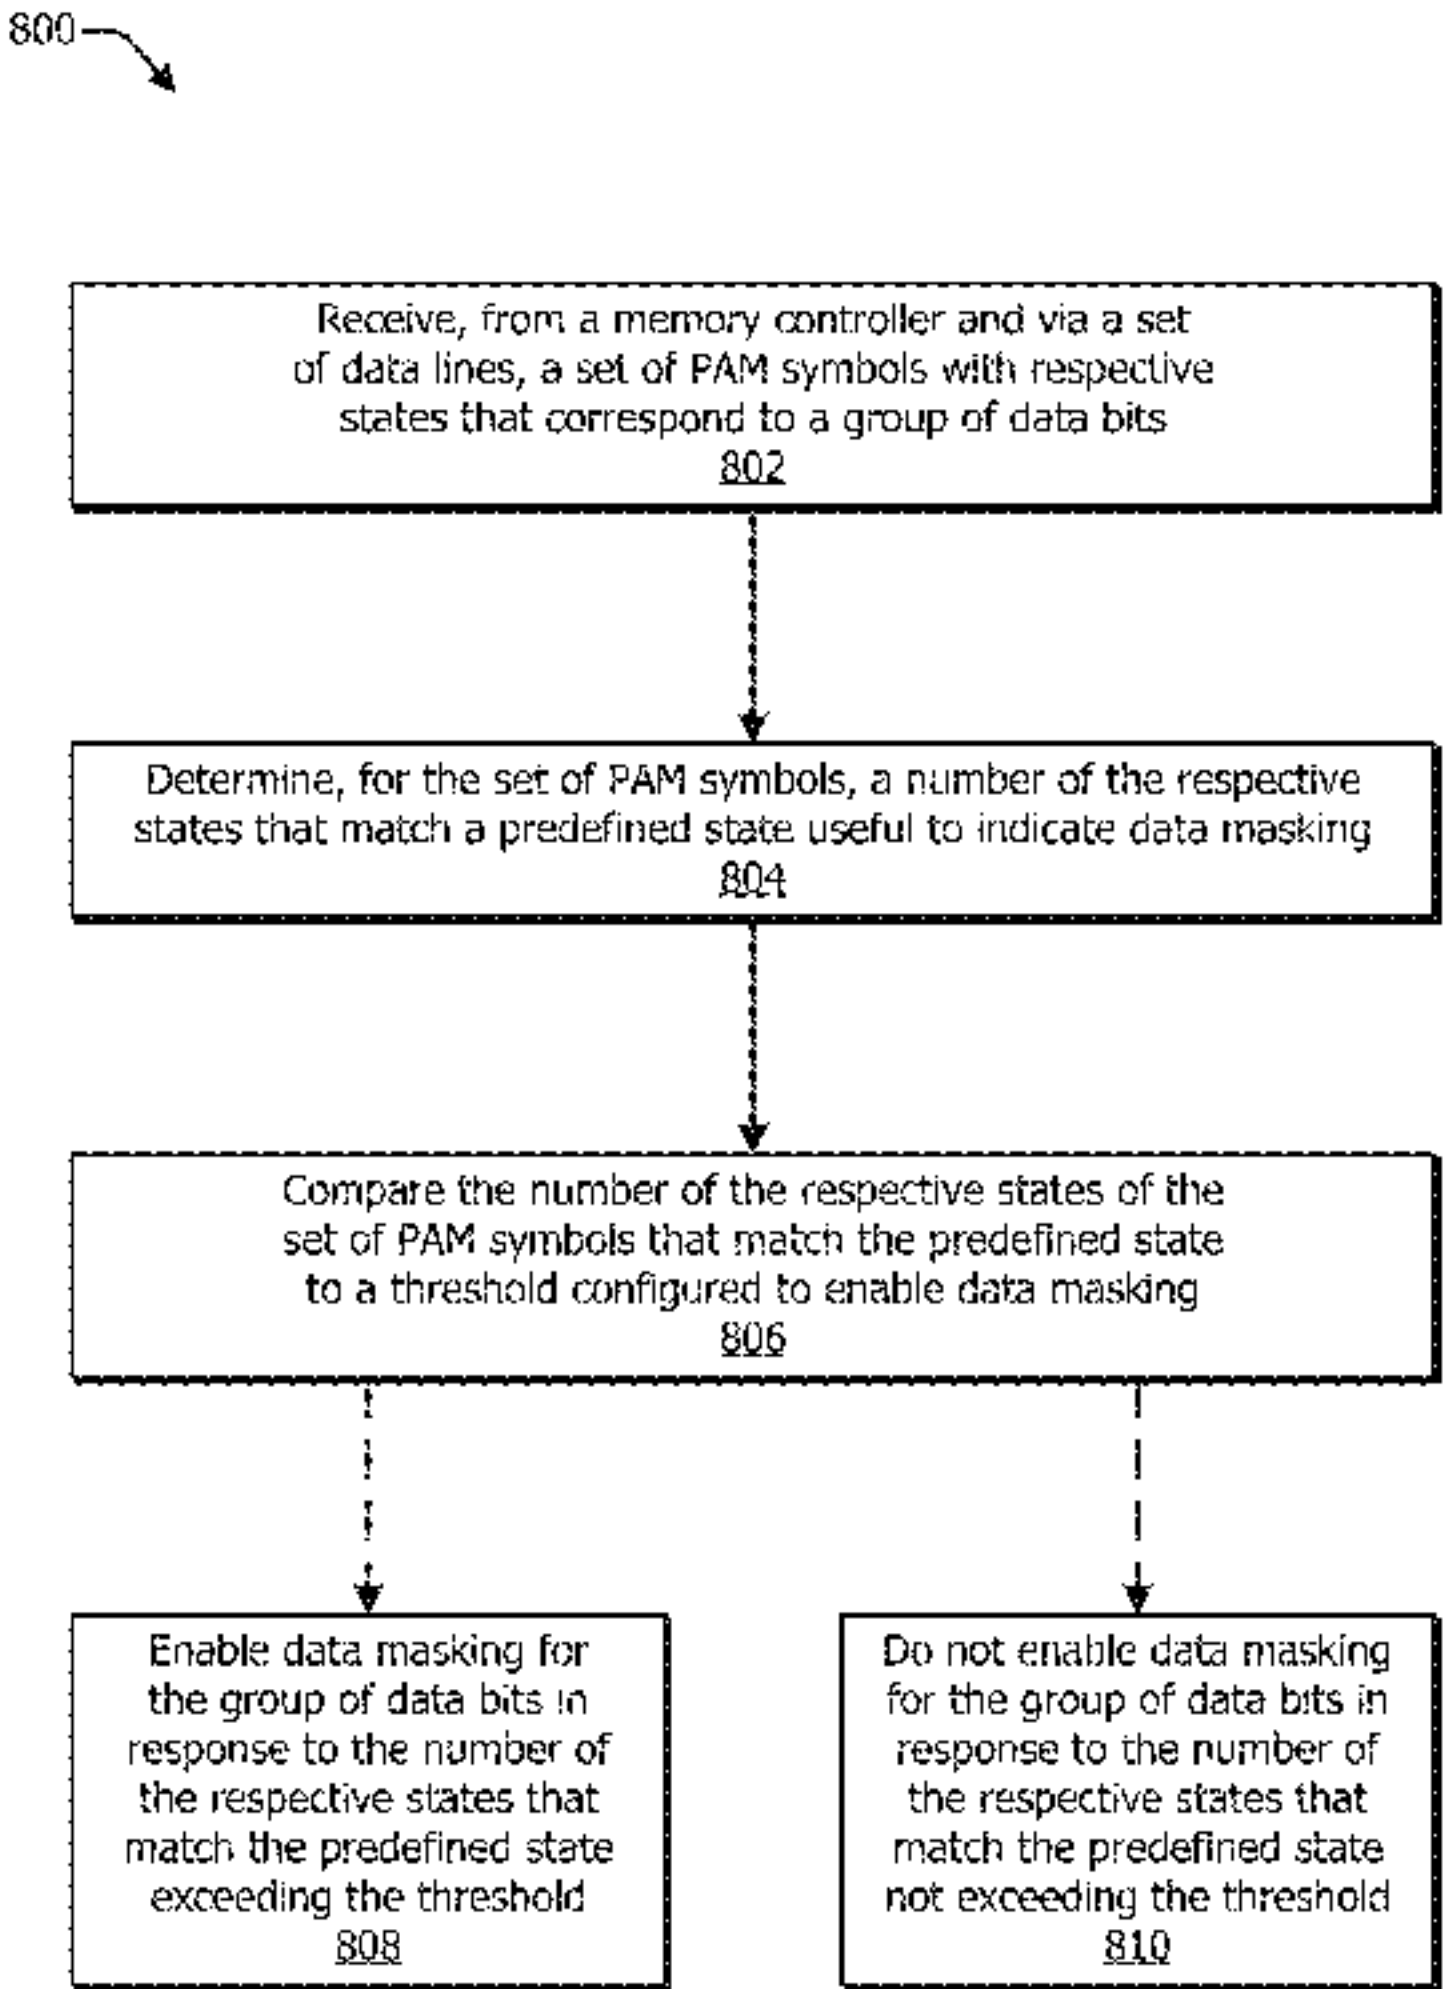 800
Receive, from a memory controller and via a set
of data lines, a set of PAM symbols with respective
states that correspond to a group of data bits
802
Determine, for the set of PAM symbols, a number of the respective
states that match a predefined state useful to indicate data masking
804
Compare the number of the respective states of the
set of PAM symbols that match the predefined state
to a threshold configured to enable data masking
806
Enable data masking for
the group of data bits in
response to the number of
the respective states that
match the predefined state
exceeding the threshold
808
Do not enable data masking
for the group of data bits in
response to the number of
the respective states that
match the predefined state
not exceeding the threshold
810